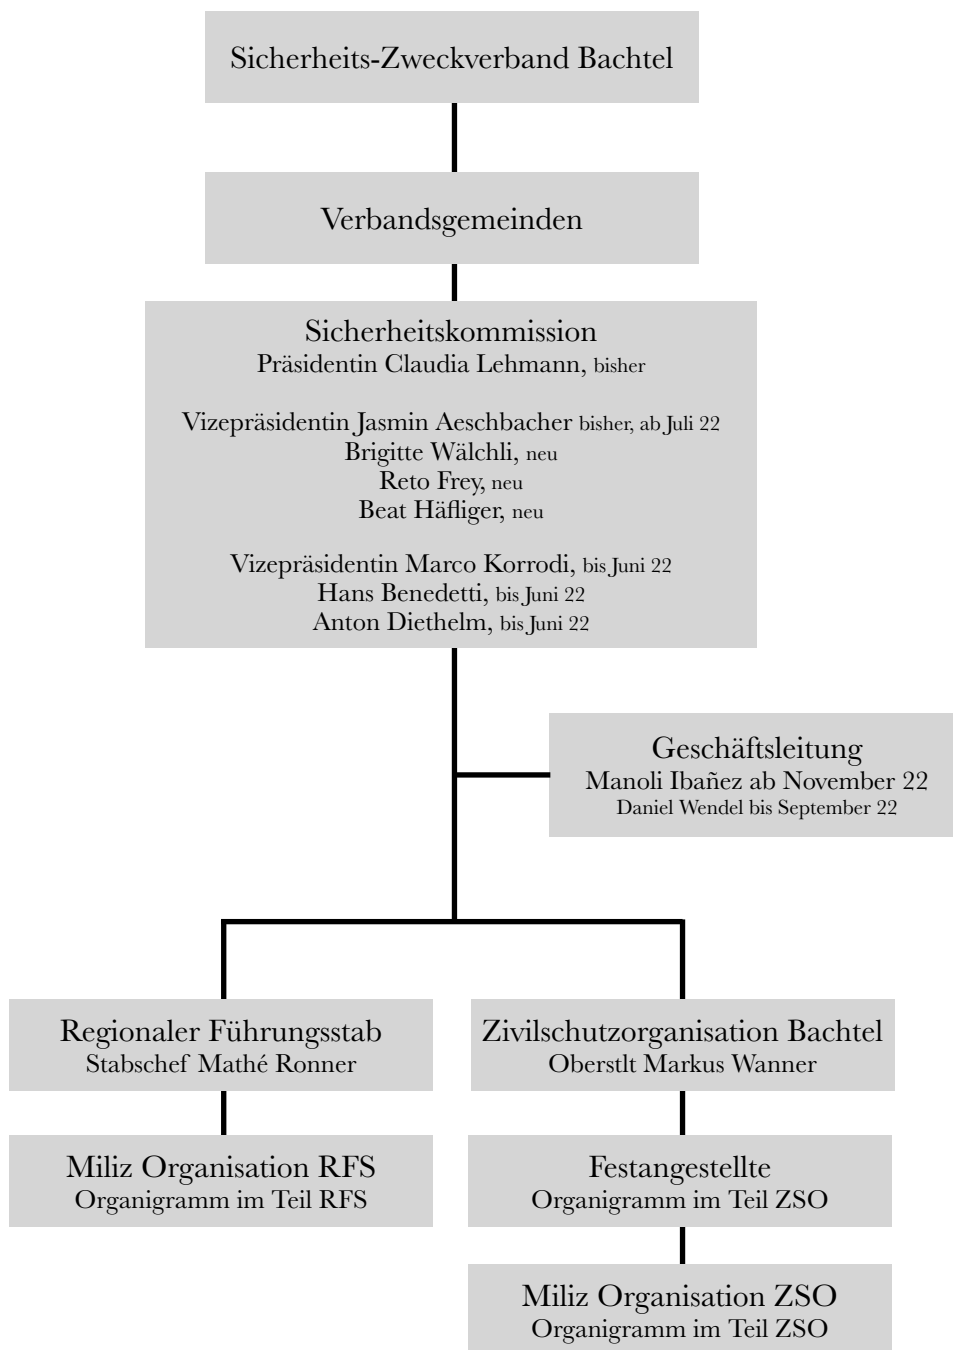 Sicherheits-Zweckverband Bachtel
Verbandsgemeinden
Sicherheitskommission
Präsidentin Claudia Lehmann, bisher
Vizepräsidentin Jasmin Aeschbacher bisher, ab Juli 22
Brigitte Wälchli, neu
Reto Frey, neu
Beat Häfliger, neu
Vizepräsidentin Marco Korrodi, bis Juni 22
Hans Benedetti, bis Juni 22
Anton Diethelm, bis Juni 22
Geschäftsleitung
Manoli Ibañez ab November 22
Daniel Wendel bis September 22
Regionaler Führungsstab
Stabschef Mathé Ronner
Zivilschutzorganisation Bachtel
Oberstlt Markus Wanner
Miliz Organisation RFS
Organigramm im Teil RFS
Festangestellte
Organigramm im Teil ZSO
Miliz Organisation ZSO
Organigramm im Teil ZSO